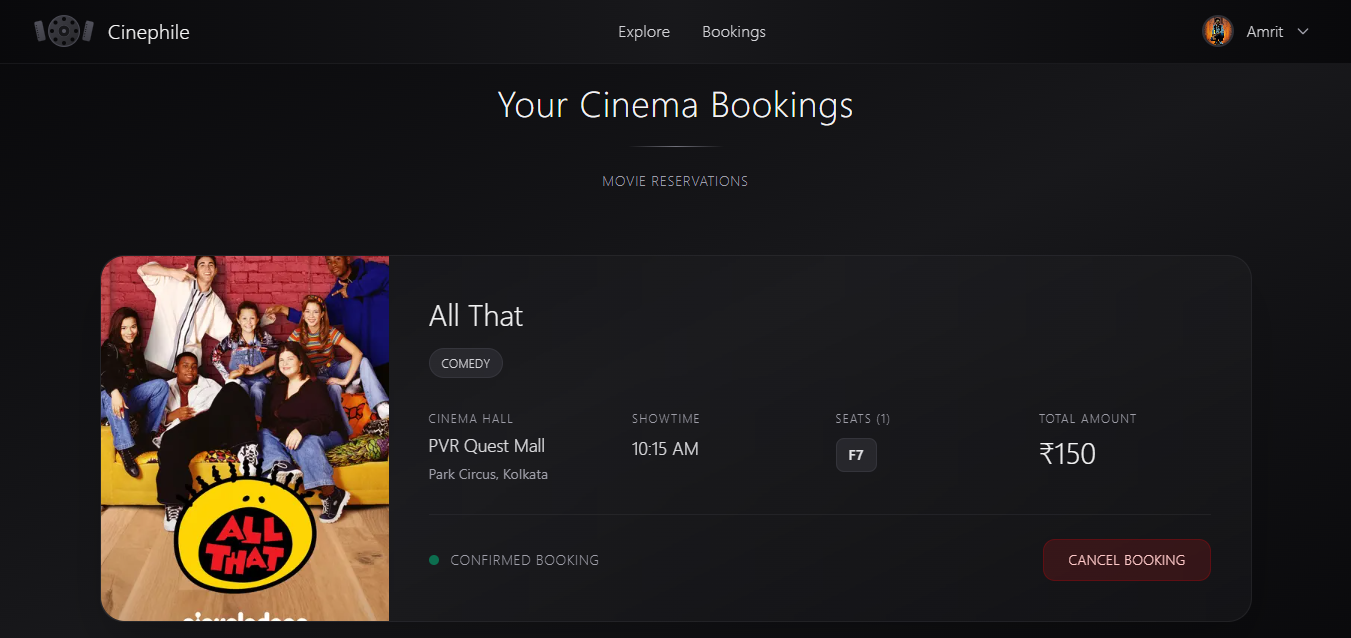 Cinephile
Explore
Bookings
Amrit
Your Cinema Bookings
MOVIE RESERVATIONS
All That
COMEDY
CINEMA HALL
PVR Quest Mall
Park Circus, Kolkata
SHOWTIME
10:15 AM
SEATS (1)
F7
TOTAL AMOUNT
₹150
CONFIRMED BOOKING
CANCEL BOOKING
ALL
THAT
nickelodeon